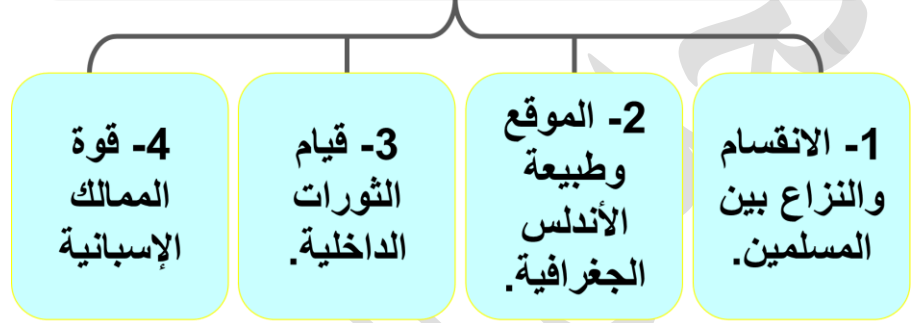 1- الانقسام
والنزاع بين
المسلمين.
2- الموقع
وطبيعة
الأندلس
الجغرافية.
3- قيام
الثورات
الداخلية.
4- قوة
الممالك
الإسبانية